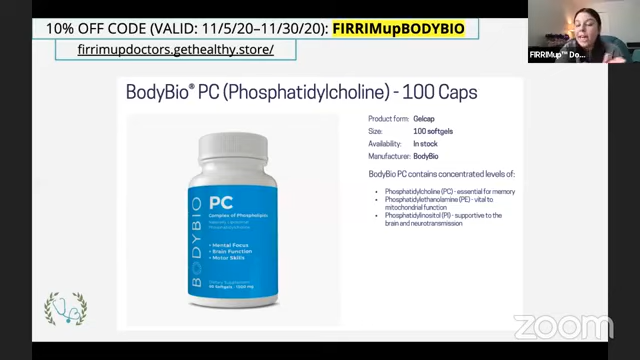 10% OFF CODE (VALID: 11/5/20–11/30/20): FIRRIMupBODYBIO
firrimupdoctors.gethealthy.store/
FIRRIMup™ Do...
BodyBio® PC (Phosphatidylcholine) - 100 Caps
Product form: Gelcap
Size: 100 softgels
Availability: In stock
Manufacturer: BodyBio
BodyBio PC contains concentrated levels of:
• Phosphatidylcholine (PC) - essential for memory
• Phosphatidylethanolamine (PE) - vital to
mitochondrial function
• Phosphatidylinositol (PI) - supportive to the
brain and neurotransmission
BODYBIO
PC
Complex of Phospholipids
Phosphatidylcholine
• Mental Focus
• Brain Function
• Motor Skills
Dietary Supplement
zoom